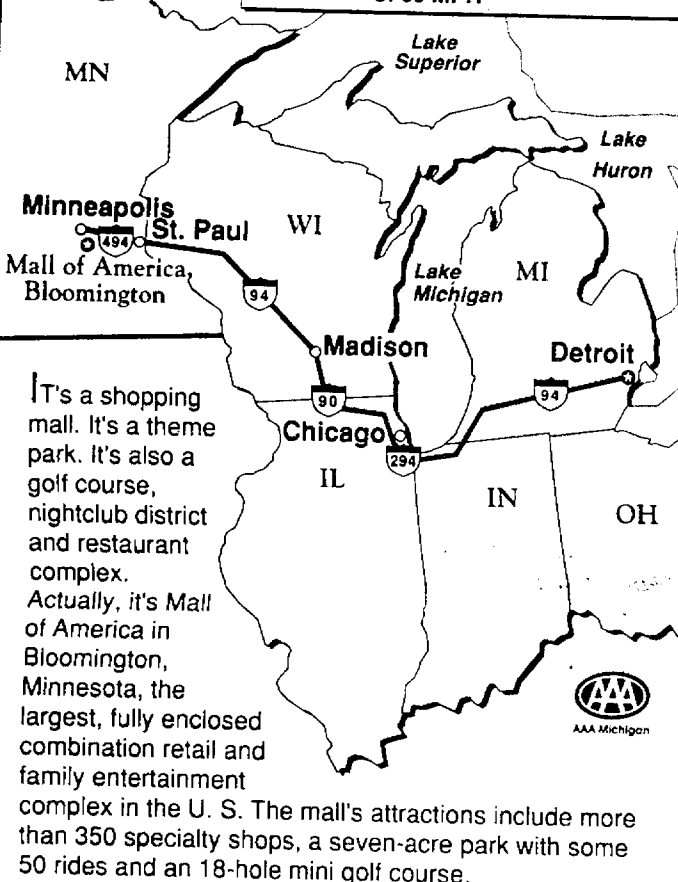 MN
Lake
Superior
Lake
Huron
Minneapolis
494
St. Paul
WI
Mall of America,
Bloomington
94
Lake
Michigan
MI
Madison
Detroit
90
94
Chicago
294
IL
IN
OH
IT's a shopping
mall. It's a theme
park. It's also a
golf course,
nightclub district
and restaurant
complex.
Actually, it's Mall
of America in
Bloomington,
Minnesota, the
largest, fully enclosed
combination retail and
family entertainment
complex in the U. S. The mall's attractions include more
than 350 specialty shops, a seven-acre park with some
50 rides and an 18-hole mini golf course.
AAA
AAA Michigan